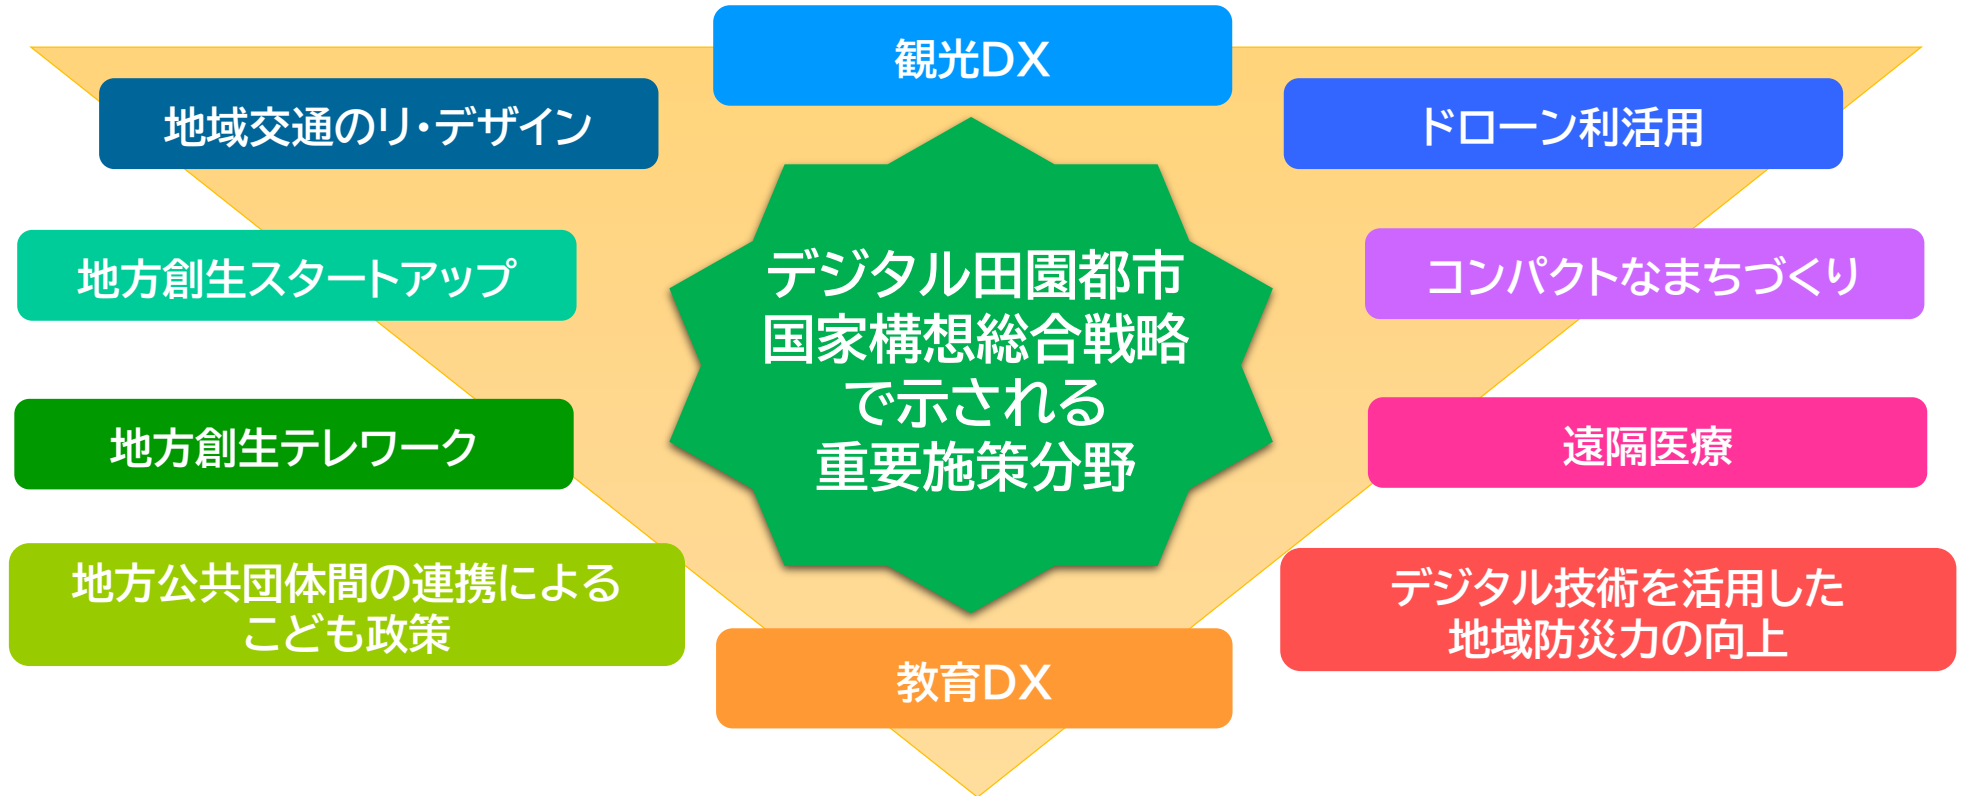 観光DX
地域交通のリ・デザイン
ドローン利活用
地方創生スタートアップ
コンパクトなまちづくり
デジタル田園都市
国家構想総合戦略
で示される
重要施策分野
地方創生テレワーク
遠隔医療
地方公共団体間の連携による
こども政策
デジタル技術を活用した
地域防災力の向上
教育DX